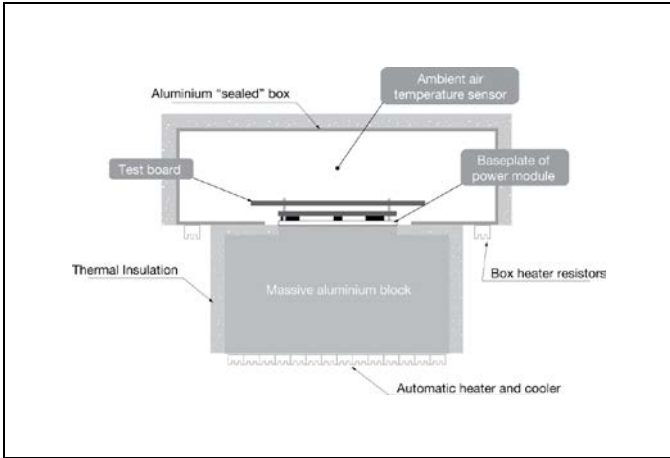 Ambient air
temperature sensor
Aluminium "sealed" box
Test board
Baseplate of
power module
Thermal Insulation
Massive aluminium block
Box heater resistors
Automatic heater and cooler